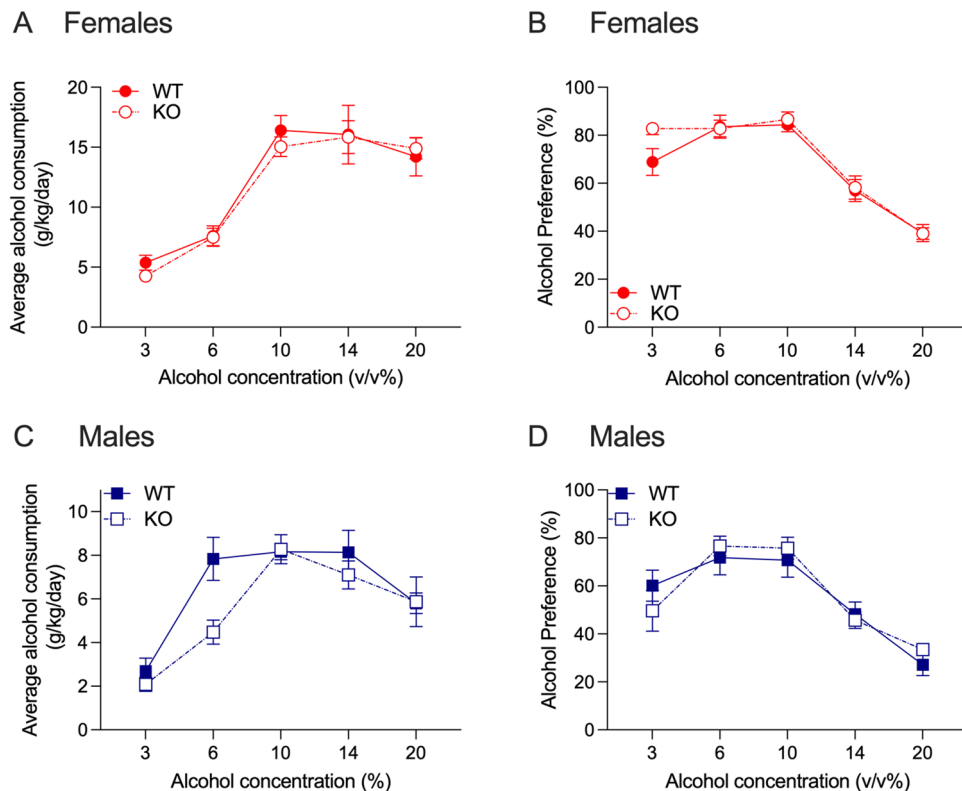 A Females
WT
KO
20
15
10
5
0
Average alcohol consumption
(g/kg/day)
3 6 10 14 20
Alcohol concentration (v/v%)
B Females
100
80
60
40
20
0
Alcohol Preference (%)
WT
KO
3 6 10 14 20
Alcohol concentration (v/v%)
C Males
WT
KO
10
8
6
4
2
0
Average alcohol consumption
(g/kg/day)
3 6 10 14 20
Alcohol concentration (%)
D Males
WT
KO
100
80
60
40
20
0
Alcohol Preference (%)
3 6 10 14 20
Alcohol concentration (v/v%)